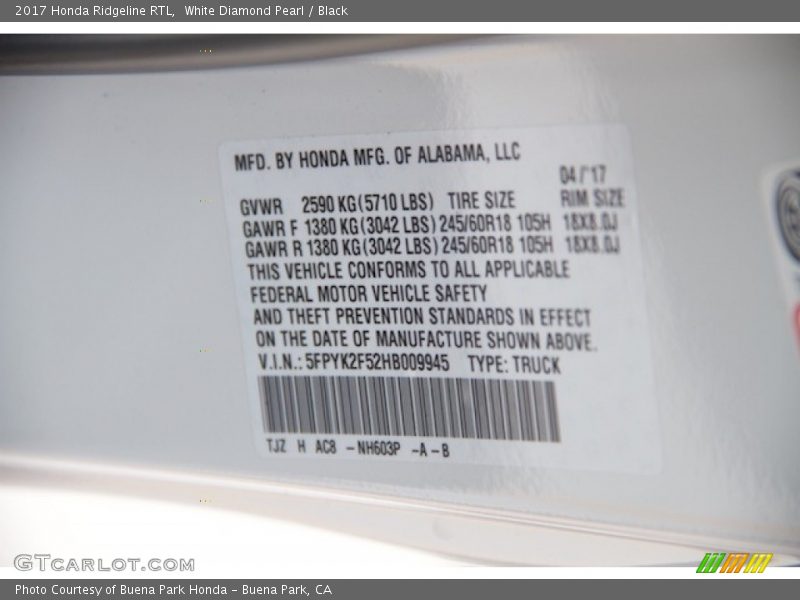 2017 Honda Ridgeline RTL,  White Diamond Pearl / Black
MFD. BY HONDA MFG. OF ALABAMA, LLC
04/'17
GVWR 2590 KG(5710 LBS) TIRE SIZE RIM SIZE
GAWR F 1380 KG(3042 LBS) 245/60R18 105H 18X8.0J
GAWR R 1380 KG(3042 LBS) 245/60R18 105H 18X8.0J
THIS VEHICLE CONFORMS TO ALL APPLICABLE
FEDERAL MOTOR VEHICLE SAFETY
AND THEFT PREVENTION STANDARDS IN EFFECT
ON THE DATE OF MANUFACTURE SHOWN ABOVE.
V.I.N.: 5FPYK2F52HB009945 TYPE: TRUCK
TJZ H AC8 -NH603P -A-B
GTCARLOT.COM
Photo Courtesy of Buena Park Honda - Buena Park, CA